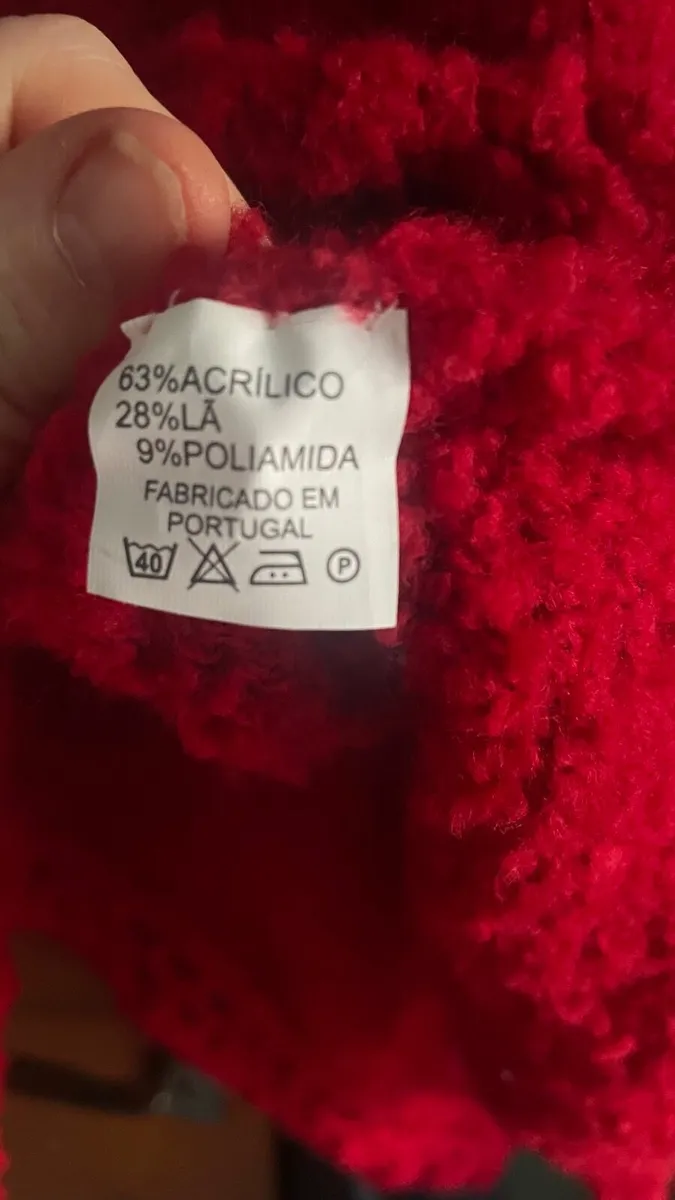 63%ACRÍLICO
28%LÃ
9%POLIAMIDA
FABRICADO EM
PORTUGAL
40 P